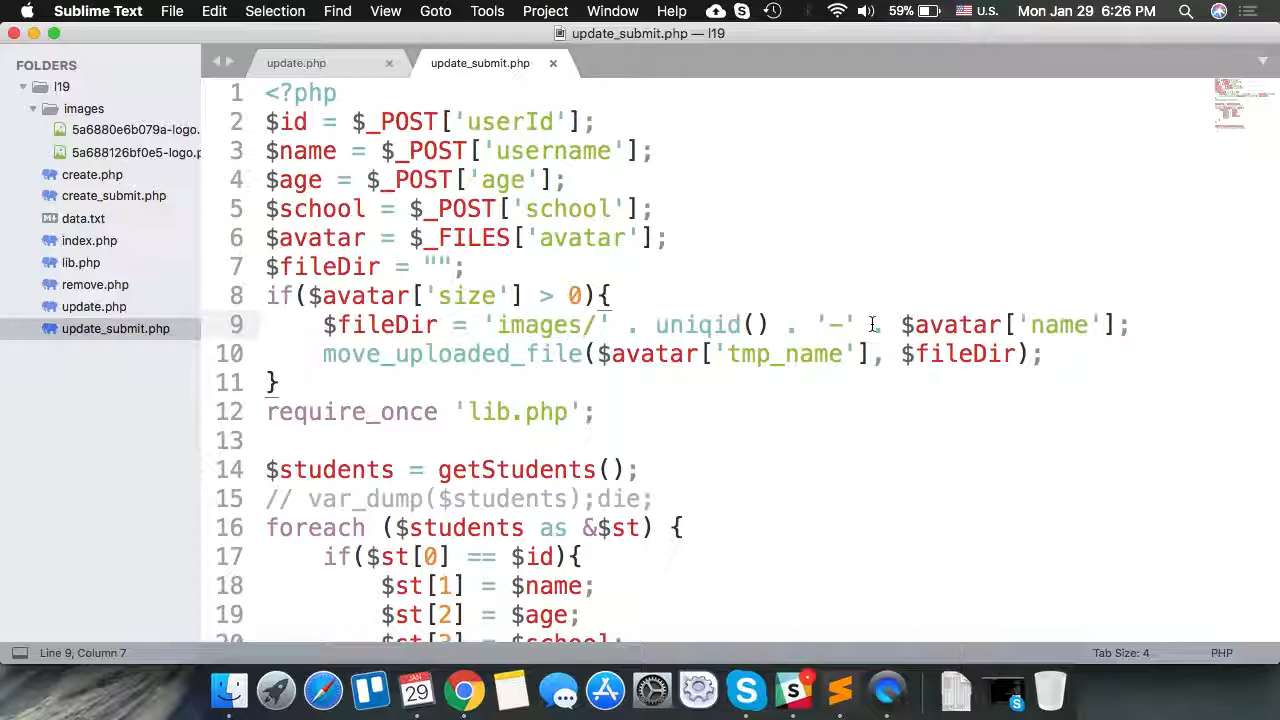 Sublime Text File Edit Selection Find View Goto Tools Project Window Help 59% U.S. Mon Jan 29 6:26 PM
update_submit.php — l19
FOLDERS
l19
images
5a6880e6b079a-logo.
5a688126bf0e5-logo.p
create.php
create_submit.php
data.txt
index.php
lib.php
remove.php
update.php
update_submit.php
update.php
update_submit.php
1 <?php
2 $id = $_POST['userId'];
3 $name = $_POST['username'];
4 $age = $_POST['age'];
5 $school = $_POST['school'];
6 $avatar = $_FILES['avatar'];
7 $fileDir = "";
8 if($avatar['size'] > 0){
9 $fileDir = 'images/' . uniqid() . '-' . $avatar['name'];
10 move_uploaded_file($avatar['tmp_name'], $fileDir);
11 }
12 require_once 'lib.php';
13
14 $students = getStudents();
15 // var_dump($students);die;
16 foreach ($students as &$st) {
17 if($st[0] == $id){
18 $st[1] = $name;
19 $st[2] = $age;
20 $st[3] = $school;
Line 9, Column 7
Tab Size: 4
PHP
29